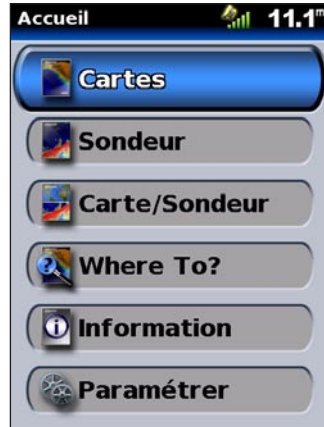 Accueil 11.1m
Cartes
Sondeur
Carte/Sondeur
Where To?
Information
Paramétrer